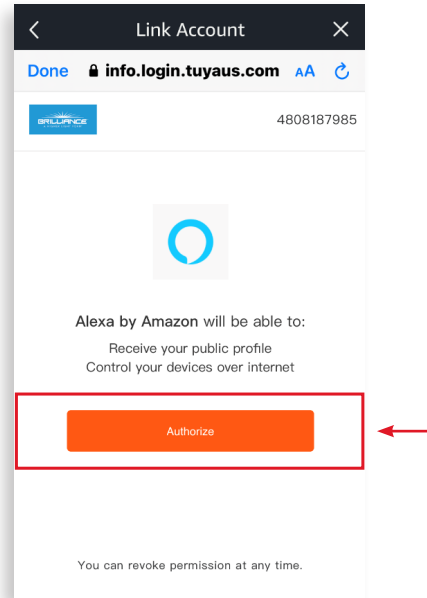 Link Account
Done info.login.tuyaus.com AA
BRILLIANCE
4808187985
Alexa by Amazon will be able to:
Receive your public profile
Control your devices over internet
Authorize
You can revoke permission at any time.